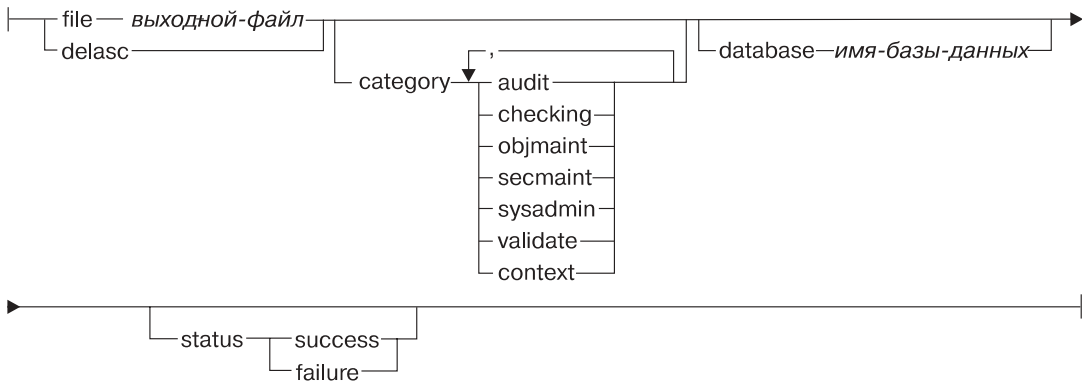 file выходной-файл
delasc
,
database имя-базы-данных
category audit
checking
objmaint
secmaint
sysadmin
validate
context
status success
failure